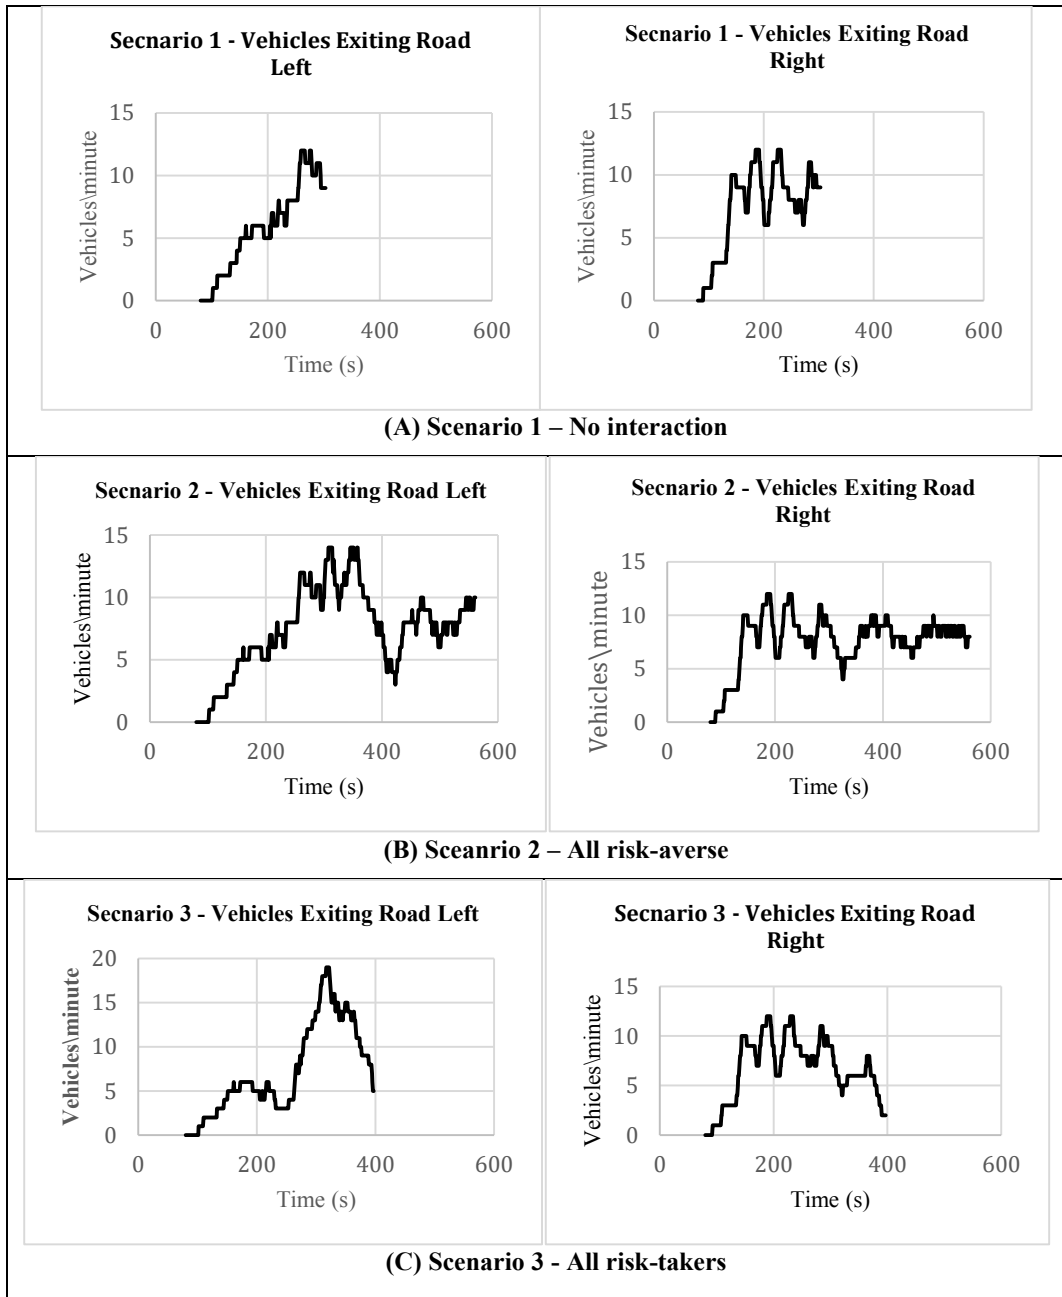 Secnario 1 - Vehicles Exiting Road
Left
15
10
5
0
Vehicles\minute
0 200 400 600
Time (s)
Secnario 1 - Vehicles Exiting Road
Right
15
10
5
0
Vehicles\minute
0 200 400 600
Time (s)
(A) Scenario 1 – No interaction
Secnario 2 - Vehicles Exiting Road Left
15
10
5
0
Vehicles\minute
0 200 400 600
Time (s)
Secnario 2 - Vehicles Exiting Road
Right
15
10
5
0
Vehicles\minute
0 200 400 600
Time (s)
(B) Sceanrio 2 – All risk-averse
Secnario 3 - Vehicles Exiting Road Left
20
15
10
5
0
Vehicles\minute
0 200 400 600
Time (s)
Secnario 3 - Vehicles Exiting Road
Right
15
10
5
0
Vehicles\minute
0 200 400 600
Time (s)
(C) Scenario 3 - All risk-takers